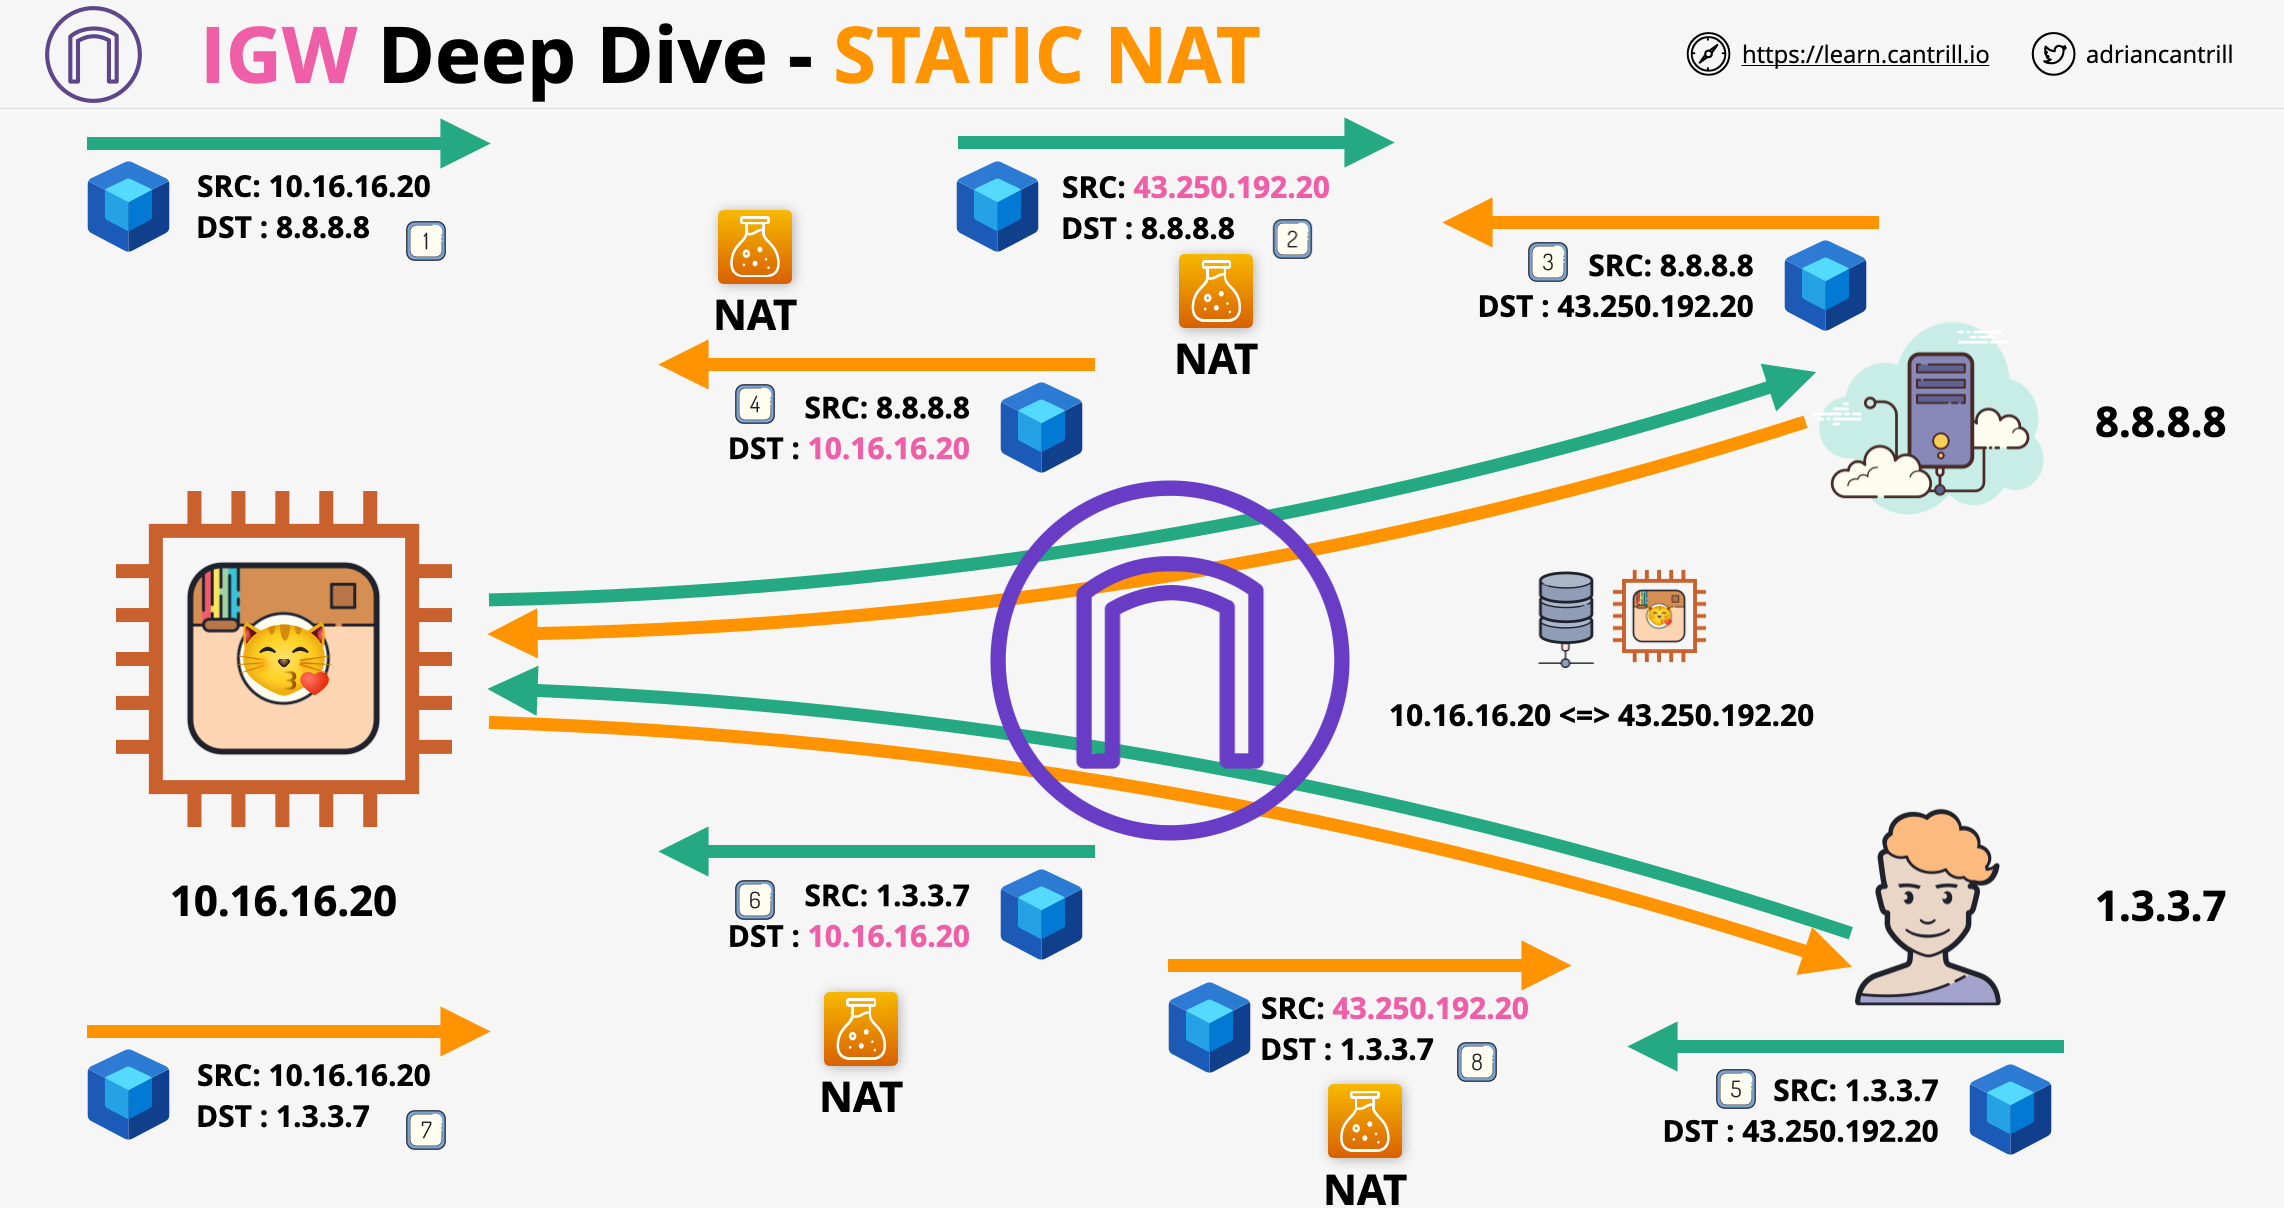 IGW Deep Dive - STATIC NAT
https://learn.cantrill.io
adriancantrill
SRC: 10.16.16.20
DST : 8.8.8.8
1
NAT
SRC: 43.250.192.20
DST : 8.8.8.8
2
NAT
3
SRC: 8.8.8.8
DST : 43.250.192.20
4
SRC: 8.8.8.8
DST : 10.16.16.20
8.8.8.8
10.16.16.20 <=> 43.250.192.20
10.16.16.20
1.3.3.7
6
SRC: 1.3.3.7
DST : 10.16.16.20
NAT
SRC: 10.16.16.20
DST : 1.3.3.7
7
SRC: 43.250.192.20
DST : 1.3.3.7
8
NAT
5
SRC: 1.3.3.7
DST : 43.250.192.20